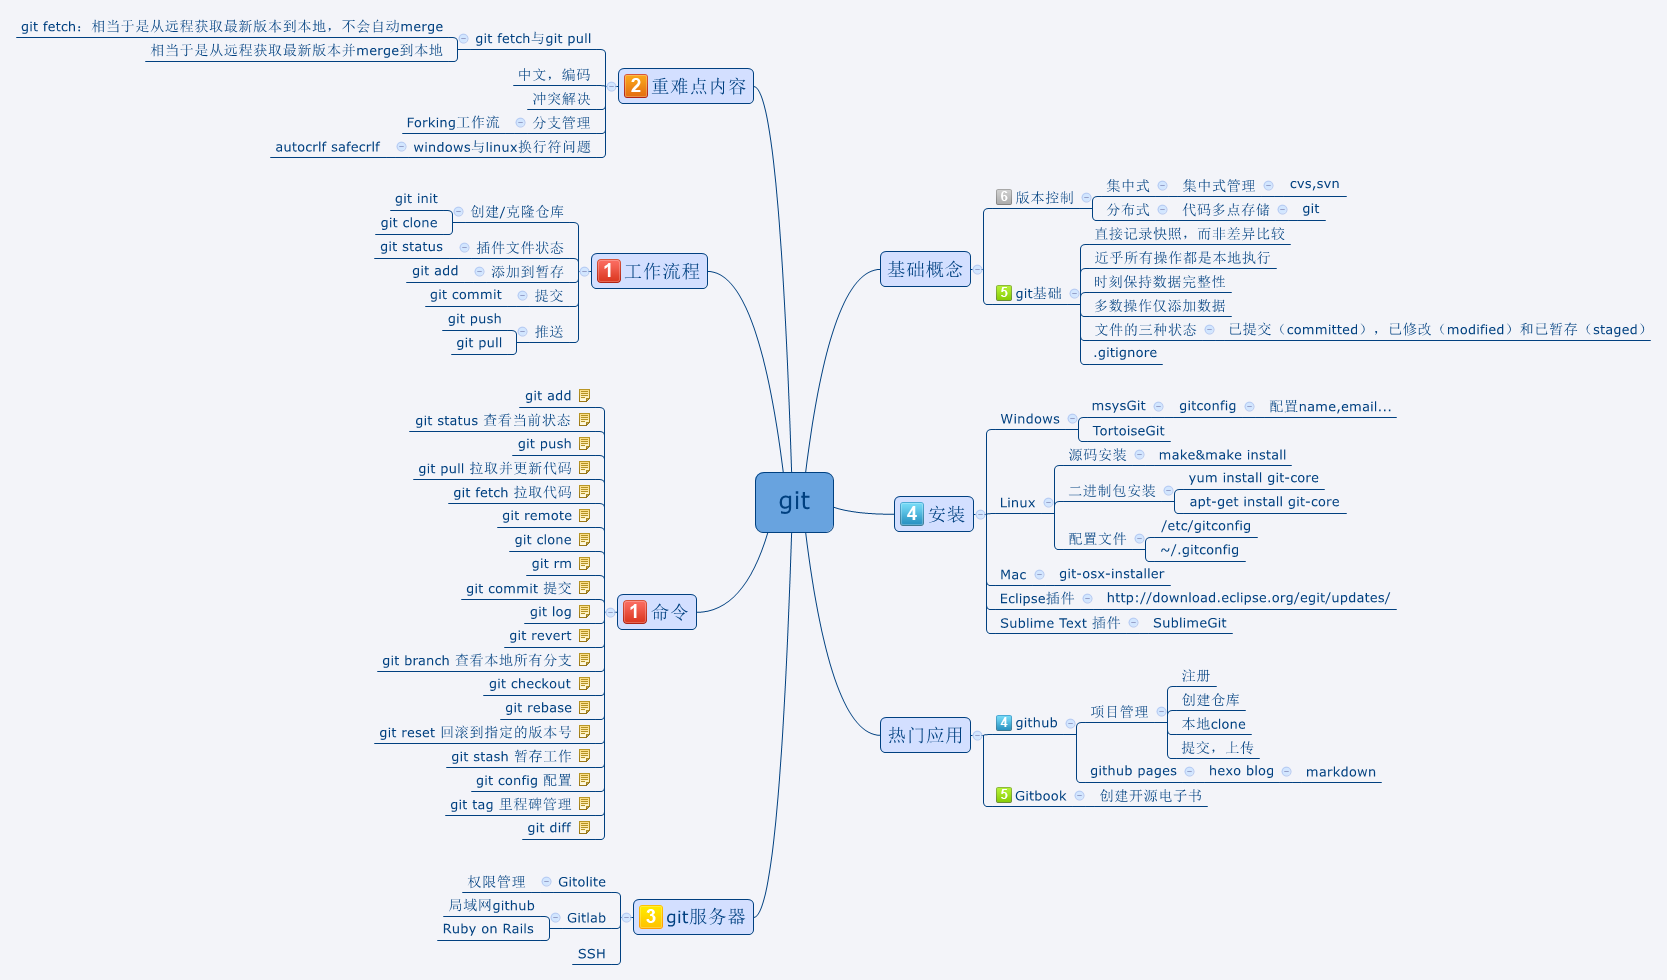 git
2 重难点内容
git fetch与git pull
git fetch：相当于是从远程获取最新版本到本地，不会自动merge
相当于是从远程获取最新版本并merge到本地
中文，编码
冲突解决
分支管理
Forking工作流
windows与linux换行符问题
autocrlf safecrlf
1 工作流程
创建/克隆仓库
git init
git clone
插件文件状态
git status
添加到暂存
git add
提交
git commit
推送
git push
git pull
1 命令
git add
git status 查看当前状态
git push
git pull 拉取并更新代码
git fetch 拉取代码
git remote
git clone
git rm
git commit 提交
git log
git revert
git branch 查看本地所有分支
git checkout
git rebase
git reset 回滚到指定的版本号
git stash 暂存工作
git config 配置
git tag 里程碑管理
git diff
3 git服务器
Gitolite
权限管理
Gitlab
局域网github
Ruby on Rails
SSH
基础概念
6 版本控制
集中式
集中式管理
cvs,svn
分布式
代码多点存储
git
5 git基础
直接记录快照，而非差异比较
近乎所有操作都是本地执行
时刻保持数据完整性
多数操作仅添加数据
文件的三种状态
已提交（committed），已修改（modified）和已暂存（staged）
.gitignore
4 安装
Windows
msysGit
gitconfig
配置name,email...
TortoiseGit
Linux
源码安装
make&make install
二进制包安装
yum install git-core
apt-get install git-core
配置文件
/etc/gitconfig
~/.gitconfig
Mac
git-osx-installer
Eclipse插件
http://download.eclipse.org/egit/updates/
Sublime Text 插件
SublimeGit
热门应用
4 github
项目管理
注册
创建仓库
本地clone
提交，上传
github pages
hexo blog
markdown
5 Gitbook
创建开源电子书